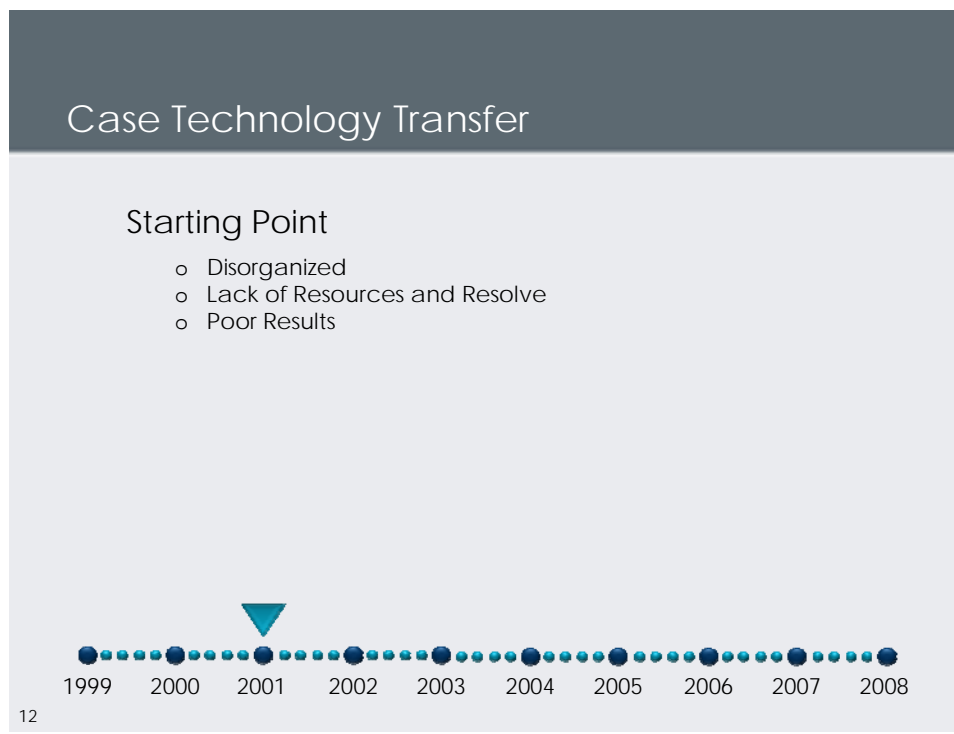 Case Technology Transfer
Starting Point
o Disorganized
o Lack of Resources and Resolve
o Poor Results
1999 2000 2001 2002 2003 2004 2005 2006 2007 2008
12